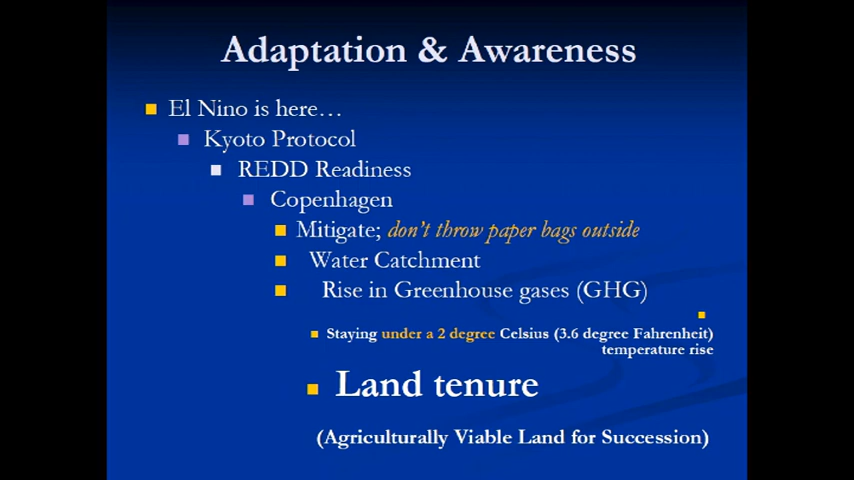 Adaptation & Awareness
El Nino is here…
Kyoto Protocol
REDD Readiness
Copenhagen
Mitigate; don't throw paper bags outside
Water Catchment
Rise in Greenhouse gases (GHG)
Staying under a 2 degree Celsius (3.6 degree Fahrenheit)
temperature rise
Land tenure
(Agriculturally Viable Land for Succession)